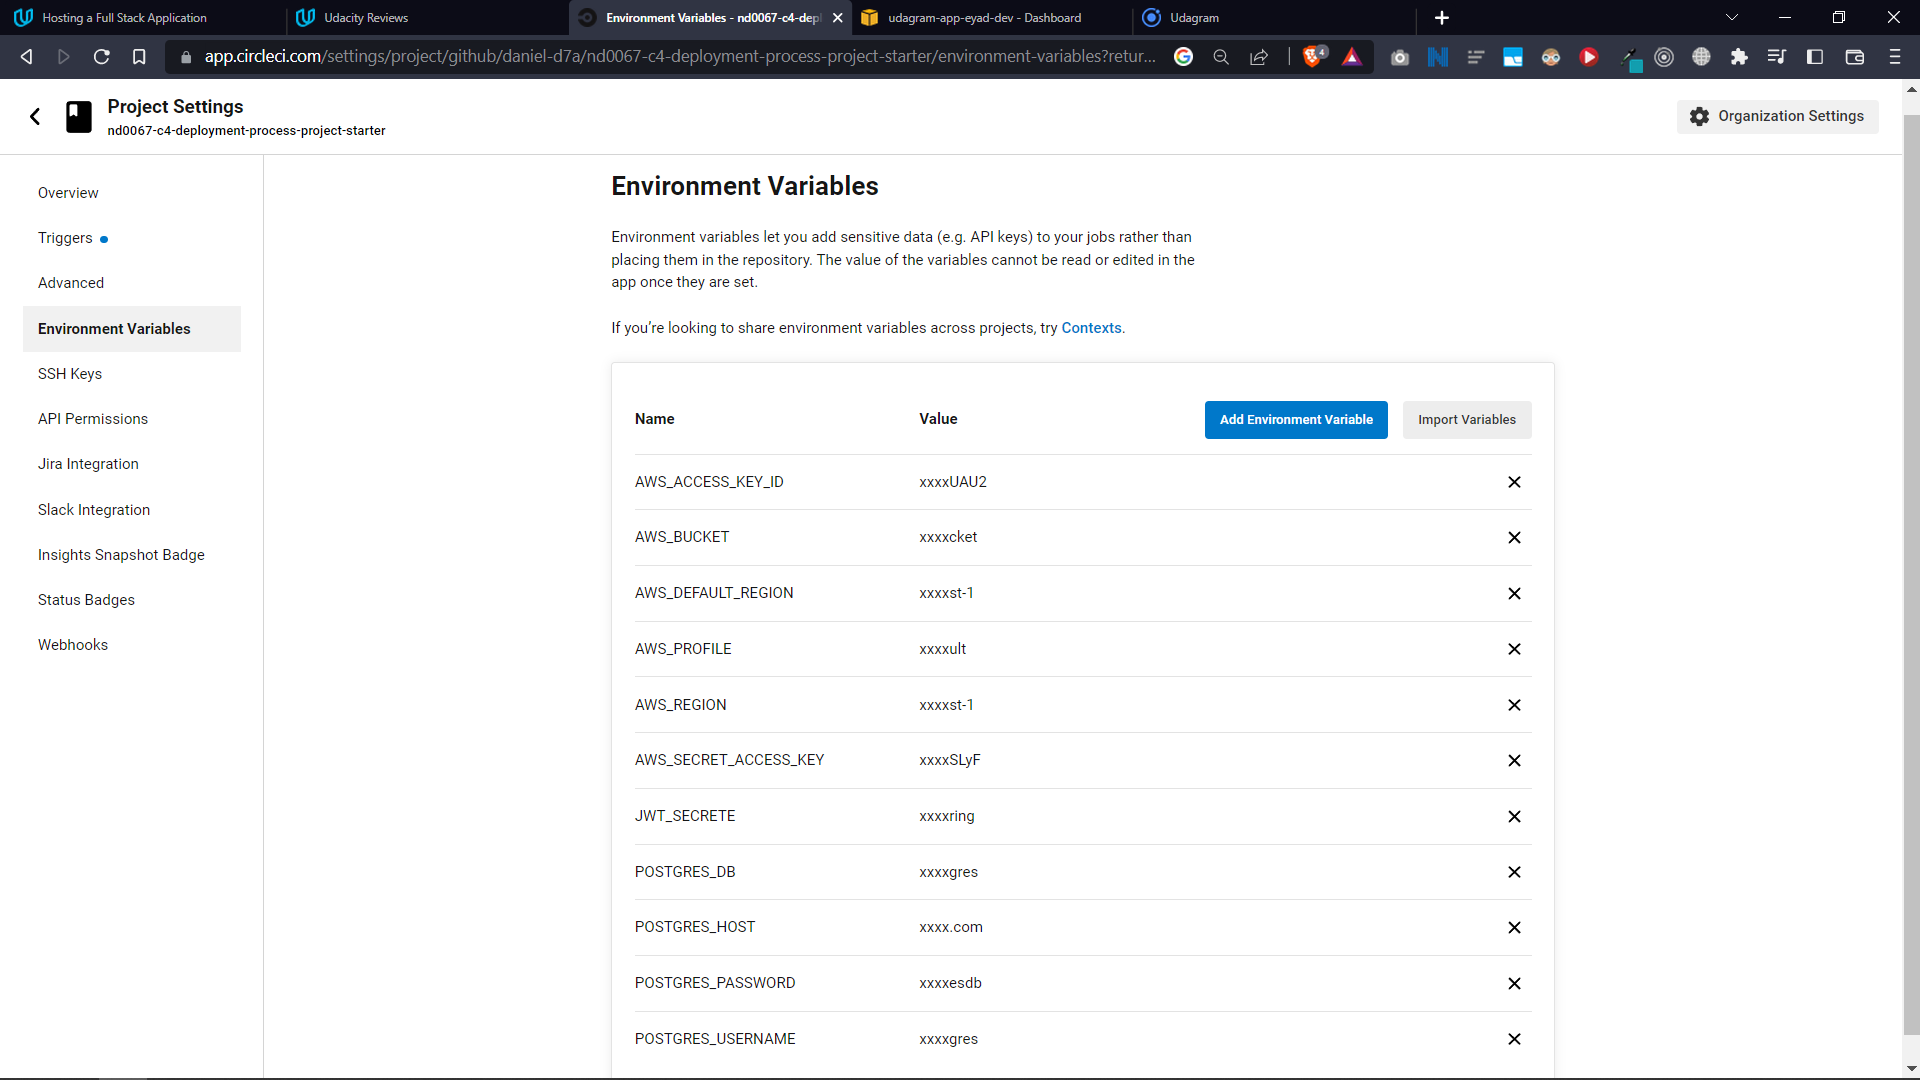 Hosting a Full Stack Application
Udacity Reviews
Environment Variables - nd0067-c4-depl
udagram-app-eyad-dev - Dashboard
Udagram
app.circleci.com/settings/project/github/daniel-d7a/nd0067-c4-deployment-process-project-starter/environment-variables?retur...
4
Project Settings
nd0067-c4-deployment-process-project-starter
Organization Settings
Overview
Triggers
Advanced
Environment Variables
SSH Keys
API Permissions
Jira Integration
Slack Integration
Insights Snapshot Badge
Status Badges
Webhooks
Environment Variables
Environment variables let you add sensitive data (e.g. API keys) to your jobs rather than
placing them in the repository. The value of the variables cannot be read or edited in the
app once they are set.
If you're looking to share environment variables across projects, try Contexts.
Name Value Add Environment Variable Import Variables
AWS_ACCESS_KEY_ID xxxxUAU2
AWS_BUCKET xxxxcket
AWS_DEFAULT_REGION xxxxst-1
AWS_PROFILE xxxxult
AWS_REGION xxxxst-1
AWS_SECRET_ACCESS_KEY xxxxSLyF
JWT_SECRETE xxxxring
POSTGRES_DB xxxxgres
POSTGRES_HOST xxxx.com
POSTGRES_PASSWORD xxxxesdb
POSTGRES_USERNAME xxxxgres